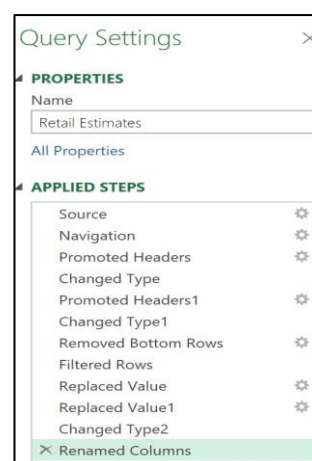 Query Settings
PROPERTIES
Name
Retail Estimates
All Properties
APPLIED STEPS
Source
Navigation
Promoted Headers
Changed Type
Promoted Headers1
Changed Type1
Removed Bottom Rows
Filtered Rows
Replaced Value
Replaced Value1
Changed Type2
Renamed Columns